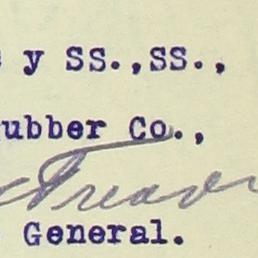 y SS.,SS.,
ubber Co.,
General.